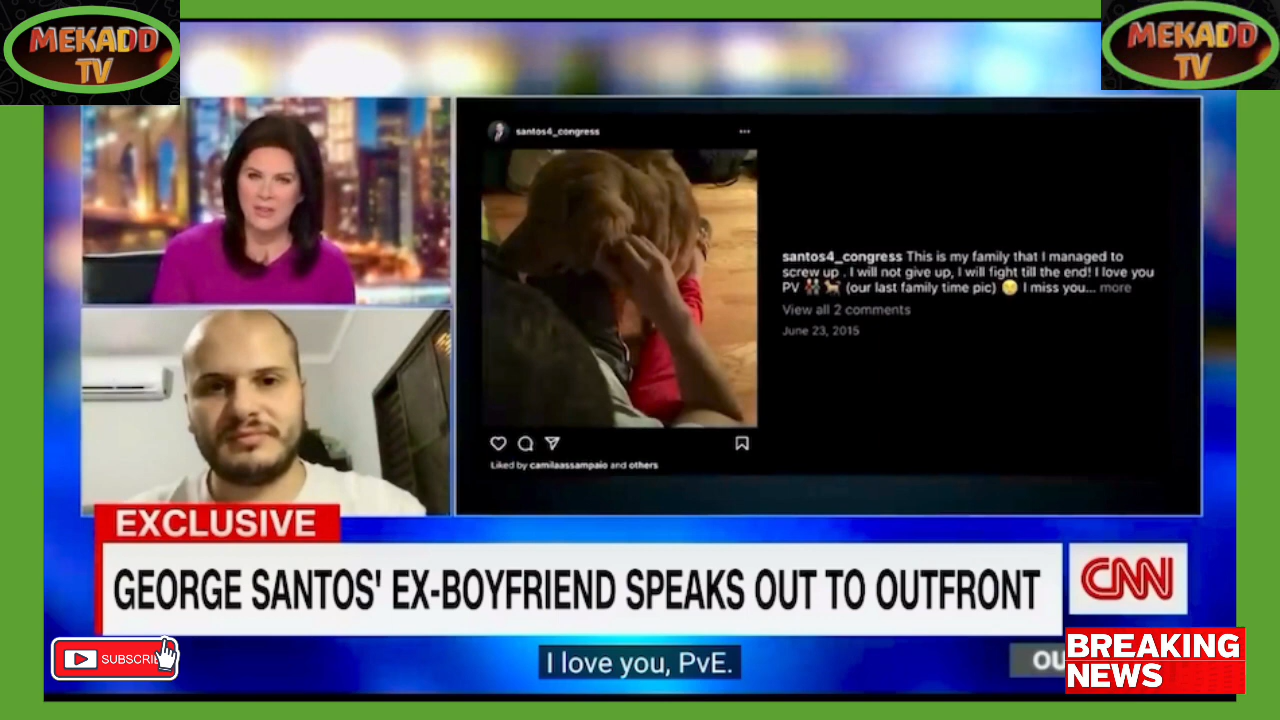 MEKADD
TV
MEKADD
TV
santos4_congress
santos4_congress This is my family that I managed to
screw up . I will not give up, I will fight till the end! I love you
PV 👬🐕 (our last family time pic) 😢 I miss you... more
View all 2 comments
June 23, 2015
Liked by camilaassampaio and others
EXCLUSIVE
GEORGE SANTOS' EX-BOYFRIEND SPEAKS OUT TO OUTFRONT
CNN
SUBSCRI
I love you, PvE.
OU
BREAKING
NEWS